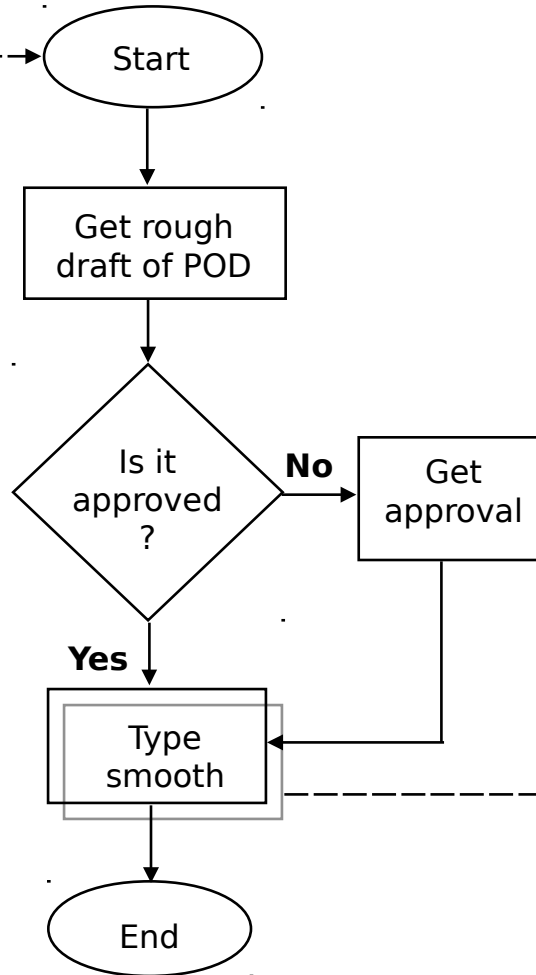 Start
Get rough
draft of POD
Is it
approved
?
No
Get
approval
Yes
Type
smooth
End